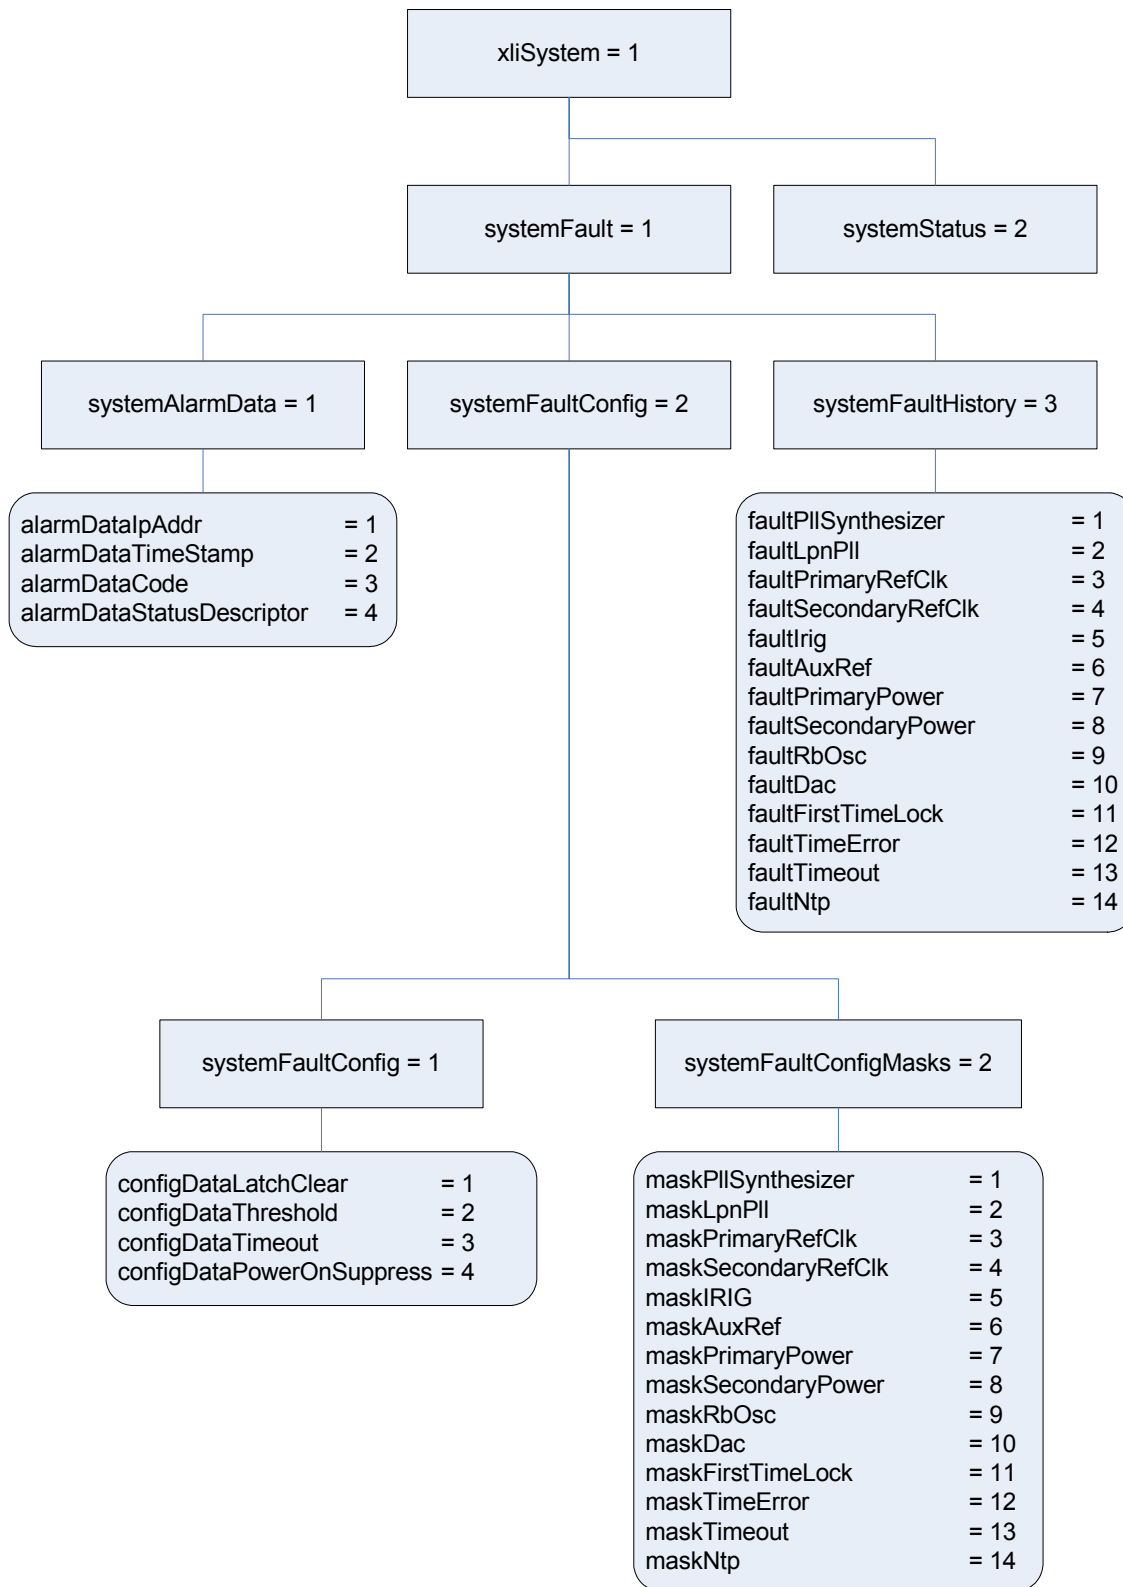 xliSystem = 1
systemFault = 1
systemStatus = 2
systemAlarmData = 1
systemFaultConfig = 2
systemFaultHistory = 3
alarmDataIpAddr = 1
alarmDataTimeStamp = 2
alarmDataCode = 3
alarmDataStatusDescriptor = 4
faultPllSynthesizer = 1
faultLpnPll = 2
faultPrimaryRefClk = 3
faultSecondaryRefClk = 4
faultIrig = 5
faultAuxRef = 6
faultPrimaryPower = 7
faultSecondaryPower = 8
faultRbOsc = 9
faultDac = 10
faultFirstTimeLock = 11
faultTimeError = 12
faultTimeout = 13
faultNtp = 14
systemFaultConfig = 1
systemFaultConfigMasks = 2
configDataLatchClear = 1
configDataThreshold = 2
configDataTimeout = 3
configDataPowerOnSuppress = 4
maskPllSynthesizer = 1
maskLpnPll = 2
maskPrimaryRefClk = 3
maskSecondaryRefClk = 4
maskIRIG = 5
maskAuxRef = 6
maskPrimaryPower = 7
maskSecondaryPower = 8
maskRbOsc = 9
maskDac = 10
maskFirstTimeLock = 11
maskTimeError = 12
maskTimeout = 13
maskNtp = 14